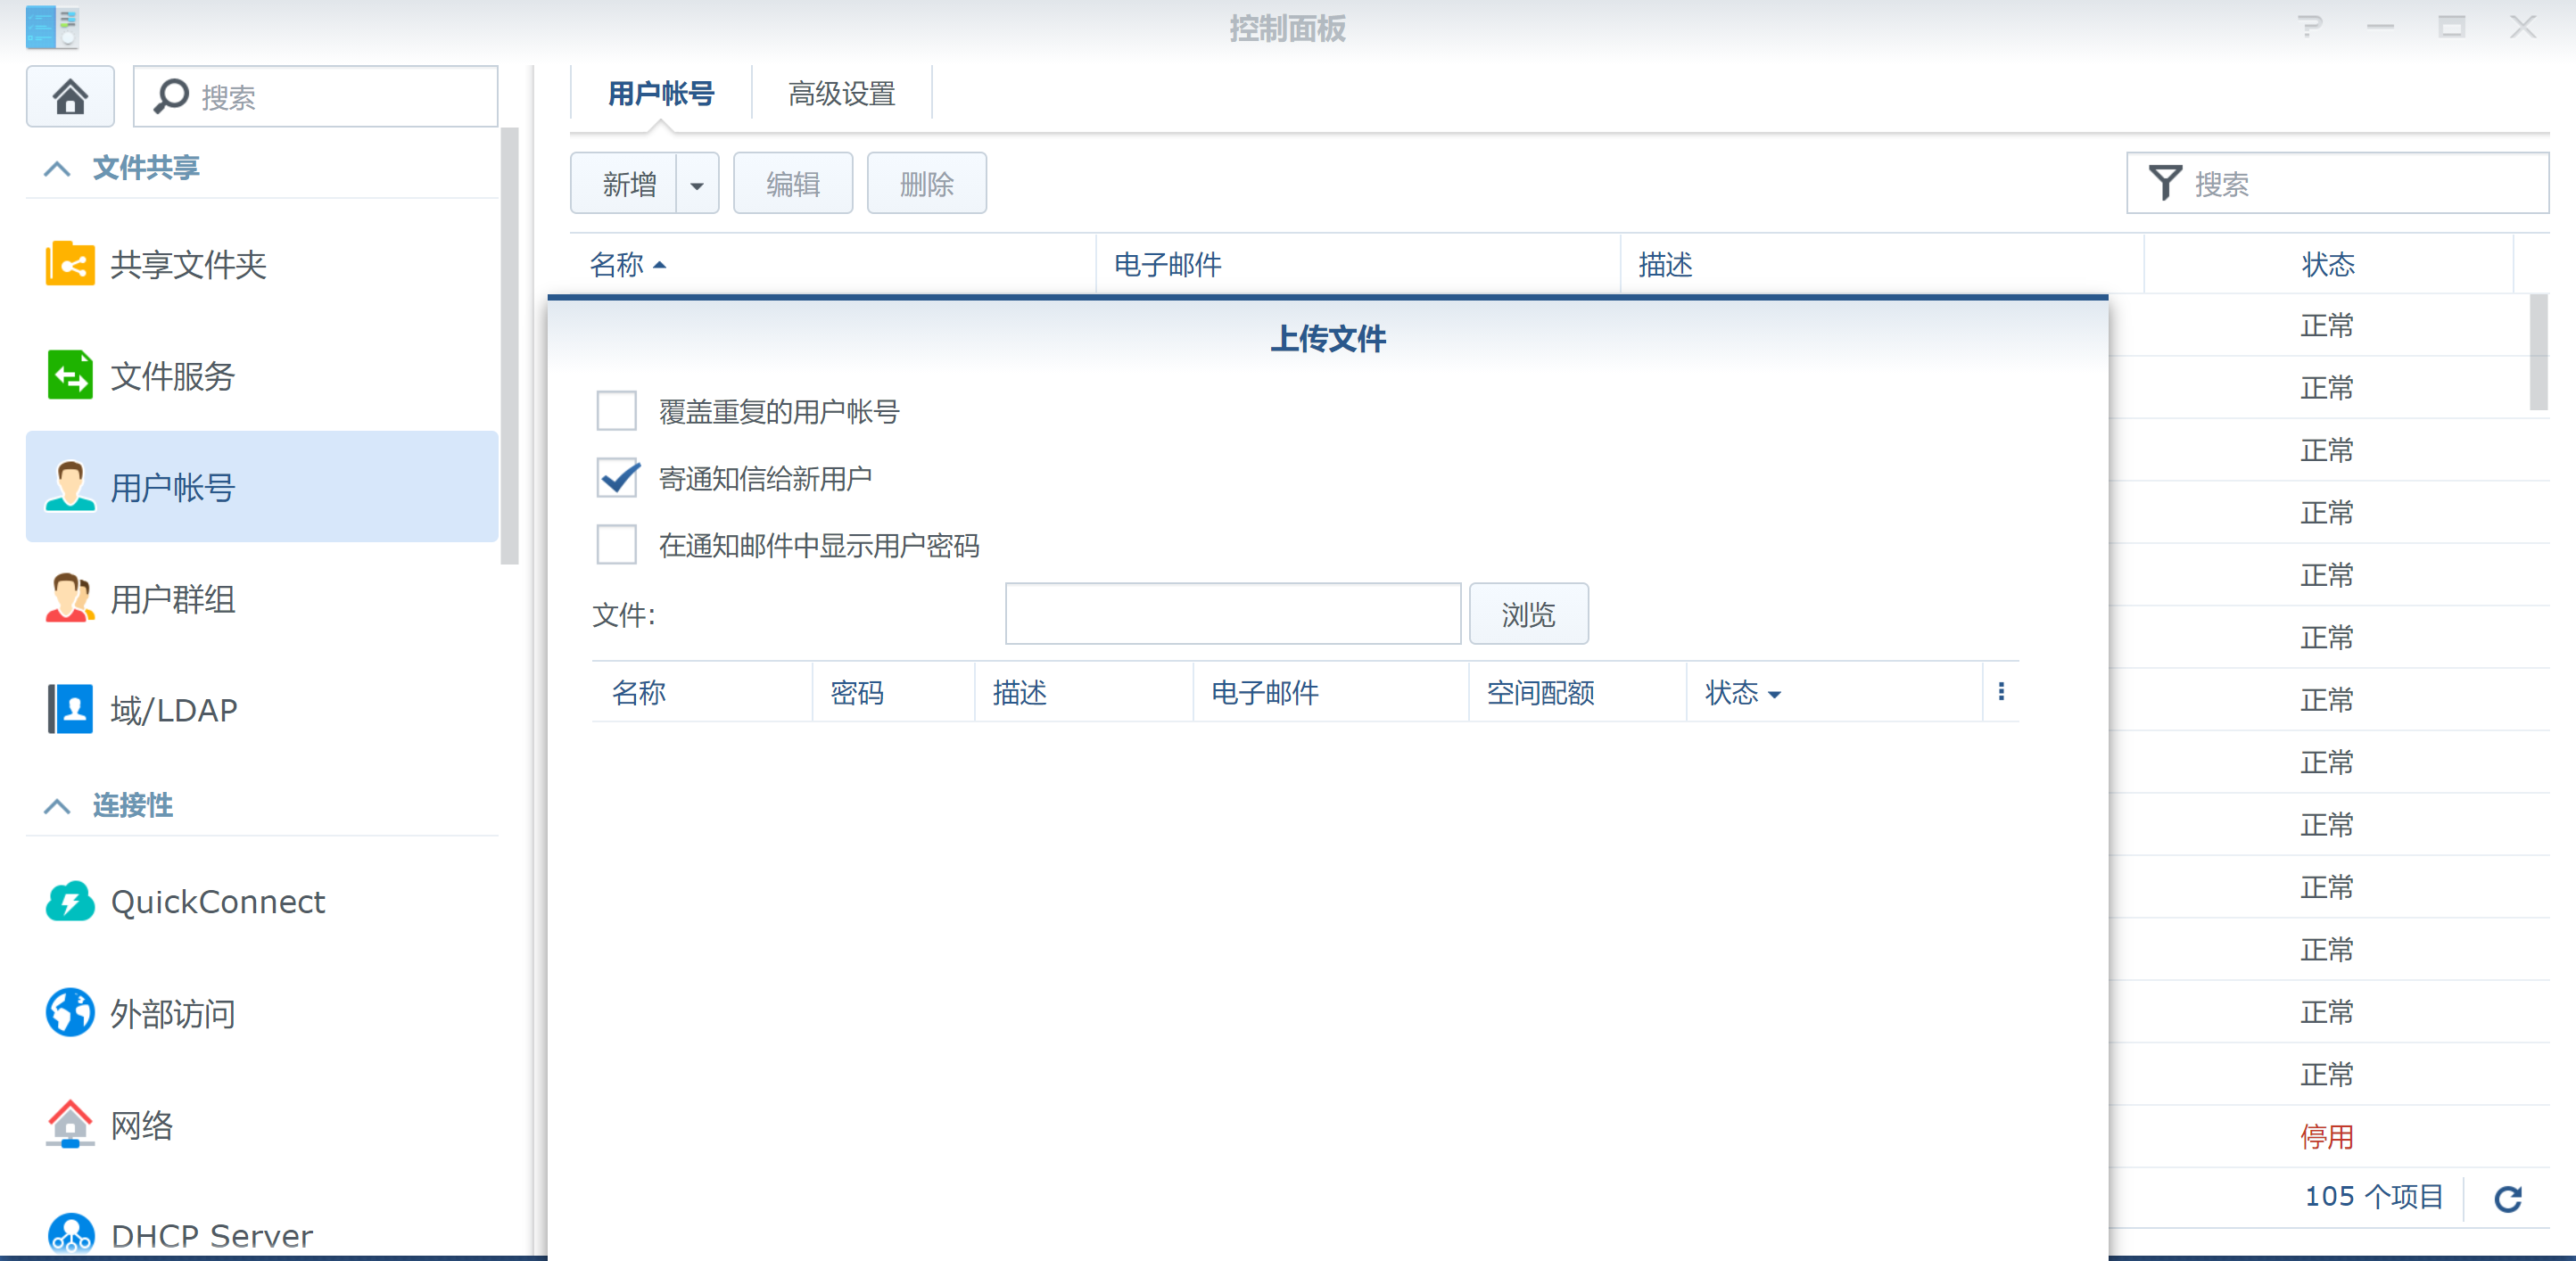 控制面板
搜索
文件共享
共享文件夹
文件服务
用户帐号
用户群组
域/LDAP
连接性
QuickConnect
外部访问
网络
DHCP Server
用户帐号 高级设置
新增 编辑 删除 搜索
名称 电子邮件 描述 状态
正常
正常
正常
正常
正常
正常
正常
正常
正常
正常
正常
正常
正常
停用
105 个项目
上传文件
覆盖重复的用户帐号
寄通知信给新用户
在通知邮件中显示用户密码
文件: 浏览
名称 密码 描述 电子邮件 空间配额 状态